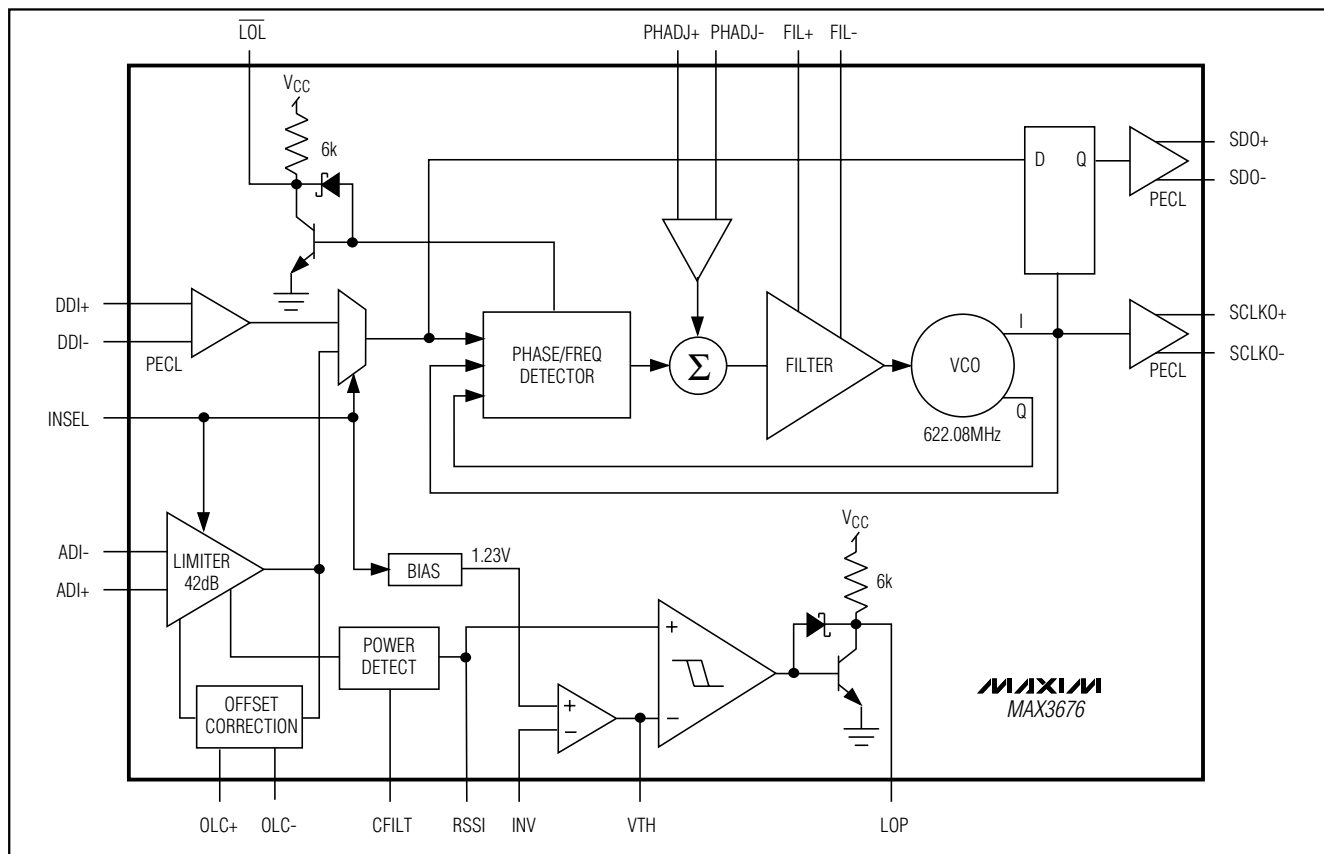 LOL
PHADJ+ PHADJ- FIL+ FIL-
VCC
6k
D Q
SDO+
SDO-
PECL
DDI+
DDI-
PECL
PHASE/FREQ
DETECTOR
Σ
FILTER
VCO
I
Q
622.08MHz
SCLKO+
SCLKO-
PECL
INSEL
ADI-
ADI+
LIMITER
42dB
BIAS
1.23V
VCC
6k
POWER
DETECT
+
−
+
−
OFFSET
CORRECTION
MAXIM
MAX3676
OLC+ OLC- CFILT RSSI INV VTH LOP